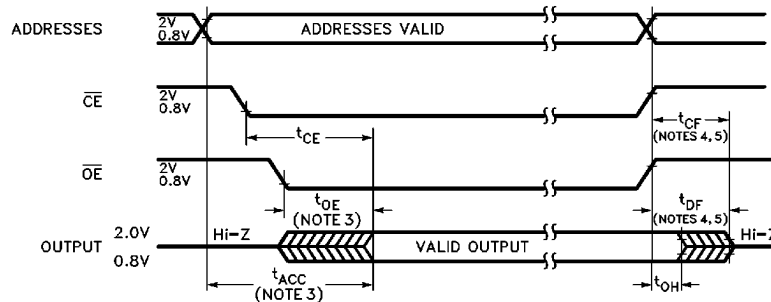 ADDRESSES 2V 0.8V ADDRESSES VALID
CE 2V 0.8V
tCE
tCF
(NOTES 4, 5)
OE 2V 0.8V
tOE
(NOTE 3)
tDF
(NOTES 4, 5)
OUTPUT 2.0V 0.8V Hi-Z VALID OUTPUT Hi-Z
tACC
(NOTE 3)
tOH